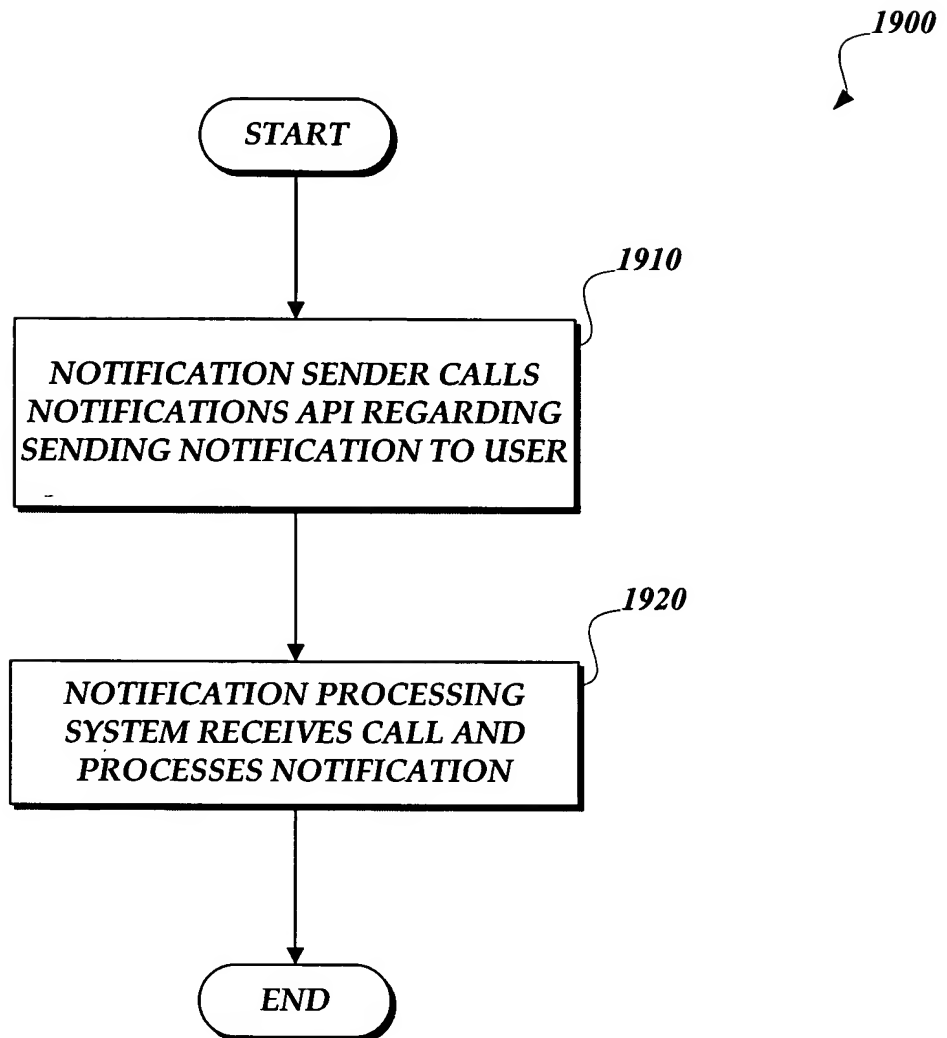 1900
START
1910
NOTIFICATION SENDER CALLS
NOTIFICATIONS API REGARDING
SENDING NOTIFICATION TO USER
1920
NOTIFICATION PROCESSING
SYSTEM RECEIVES CALL AND
PROCESSES NOTIFICATION
END